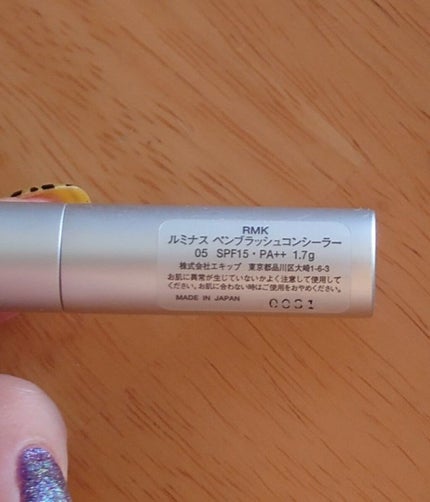 RMK
ルミナス ペンブラッシュコンシーラー
05 SPF15・PA++ 1.7g
株式会社エキップ 東京都品川区大崎1-6-3
お肌に異常が生じていないかよく注意して使用して
ください。お肌に合わない時はご使用をおやめください。
MADE IN JAPAN 0031